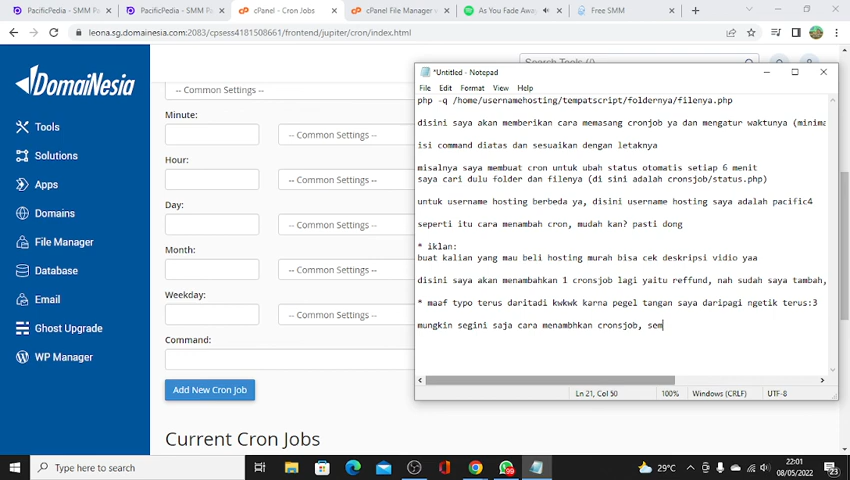 PacificPedia - SMM Pa
PacificPedia - SMM P
cPanel - Cron Jobs
cPanel File Manager v
As You Fade Away
Free SMM
leona.sg.domainesia.com:2083/cpsess4181508661/frontend/jupiter/cron/index.html
DomaiNesia
Tools
Solutions
Apps
Domains
File Manager
Database
Email
Ghost Upgrade
WP Manager
Search Tools (/)
-- Common Settings --
Minute:
-- Common Settings --
Hour:
-- Common Settings --
Day:
-- Common Settings --
Month:
-- Common Settings --
Weekday:
-- Common Settings --
Command:
Add New Cron Job
Current Cron Jobs
*Untitled - Notepad
File Edit Format View Help
php -q /home/usernamehosting/tempatscript/foldernya/filenya.php
disini saya akan memberikan cara memasang cronjob ya dan mengatur waktunya (minima
isi command diatas dan sesuaikan dengan letaknya
misalnya saya membuat cron untuk ubah status otomatis setiap 6 menit
saya cari dulu folder dan filenya (di sini adalah cronsjob/status.php)
untuk username hosting berbeda ya, disini username hosting saya adalah pacific4
seperti itu cara menambah cron, mudah kan? pasti dong
* iklan:
buat kalian yang mau beli hosting murah bisa cek deskripsi vidio yaa
disini saya akan menambahkan 1 cronsjob lagi yaitu reffund, nah sudah saya tambah,
* maaf typo terus daritadi kwkwk karna pegel tangan saya daripagi ngetik terus:3
mungkin segini saja cara menambhkan cronsjob, sem
Ln 21, Col 50
100%
Windows (CRLF)
UTF-8
Type here to search
99
29°C
22:01
08/05/2022
23